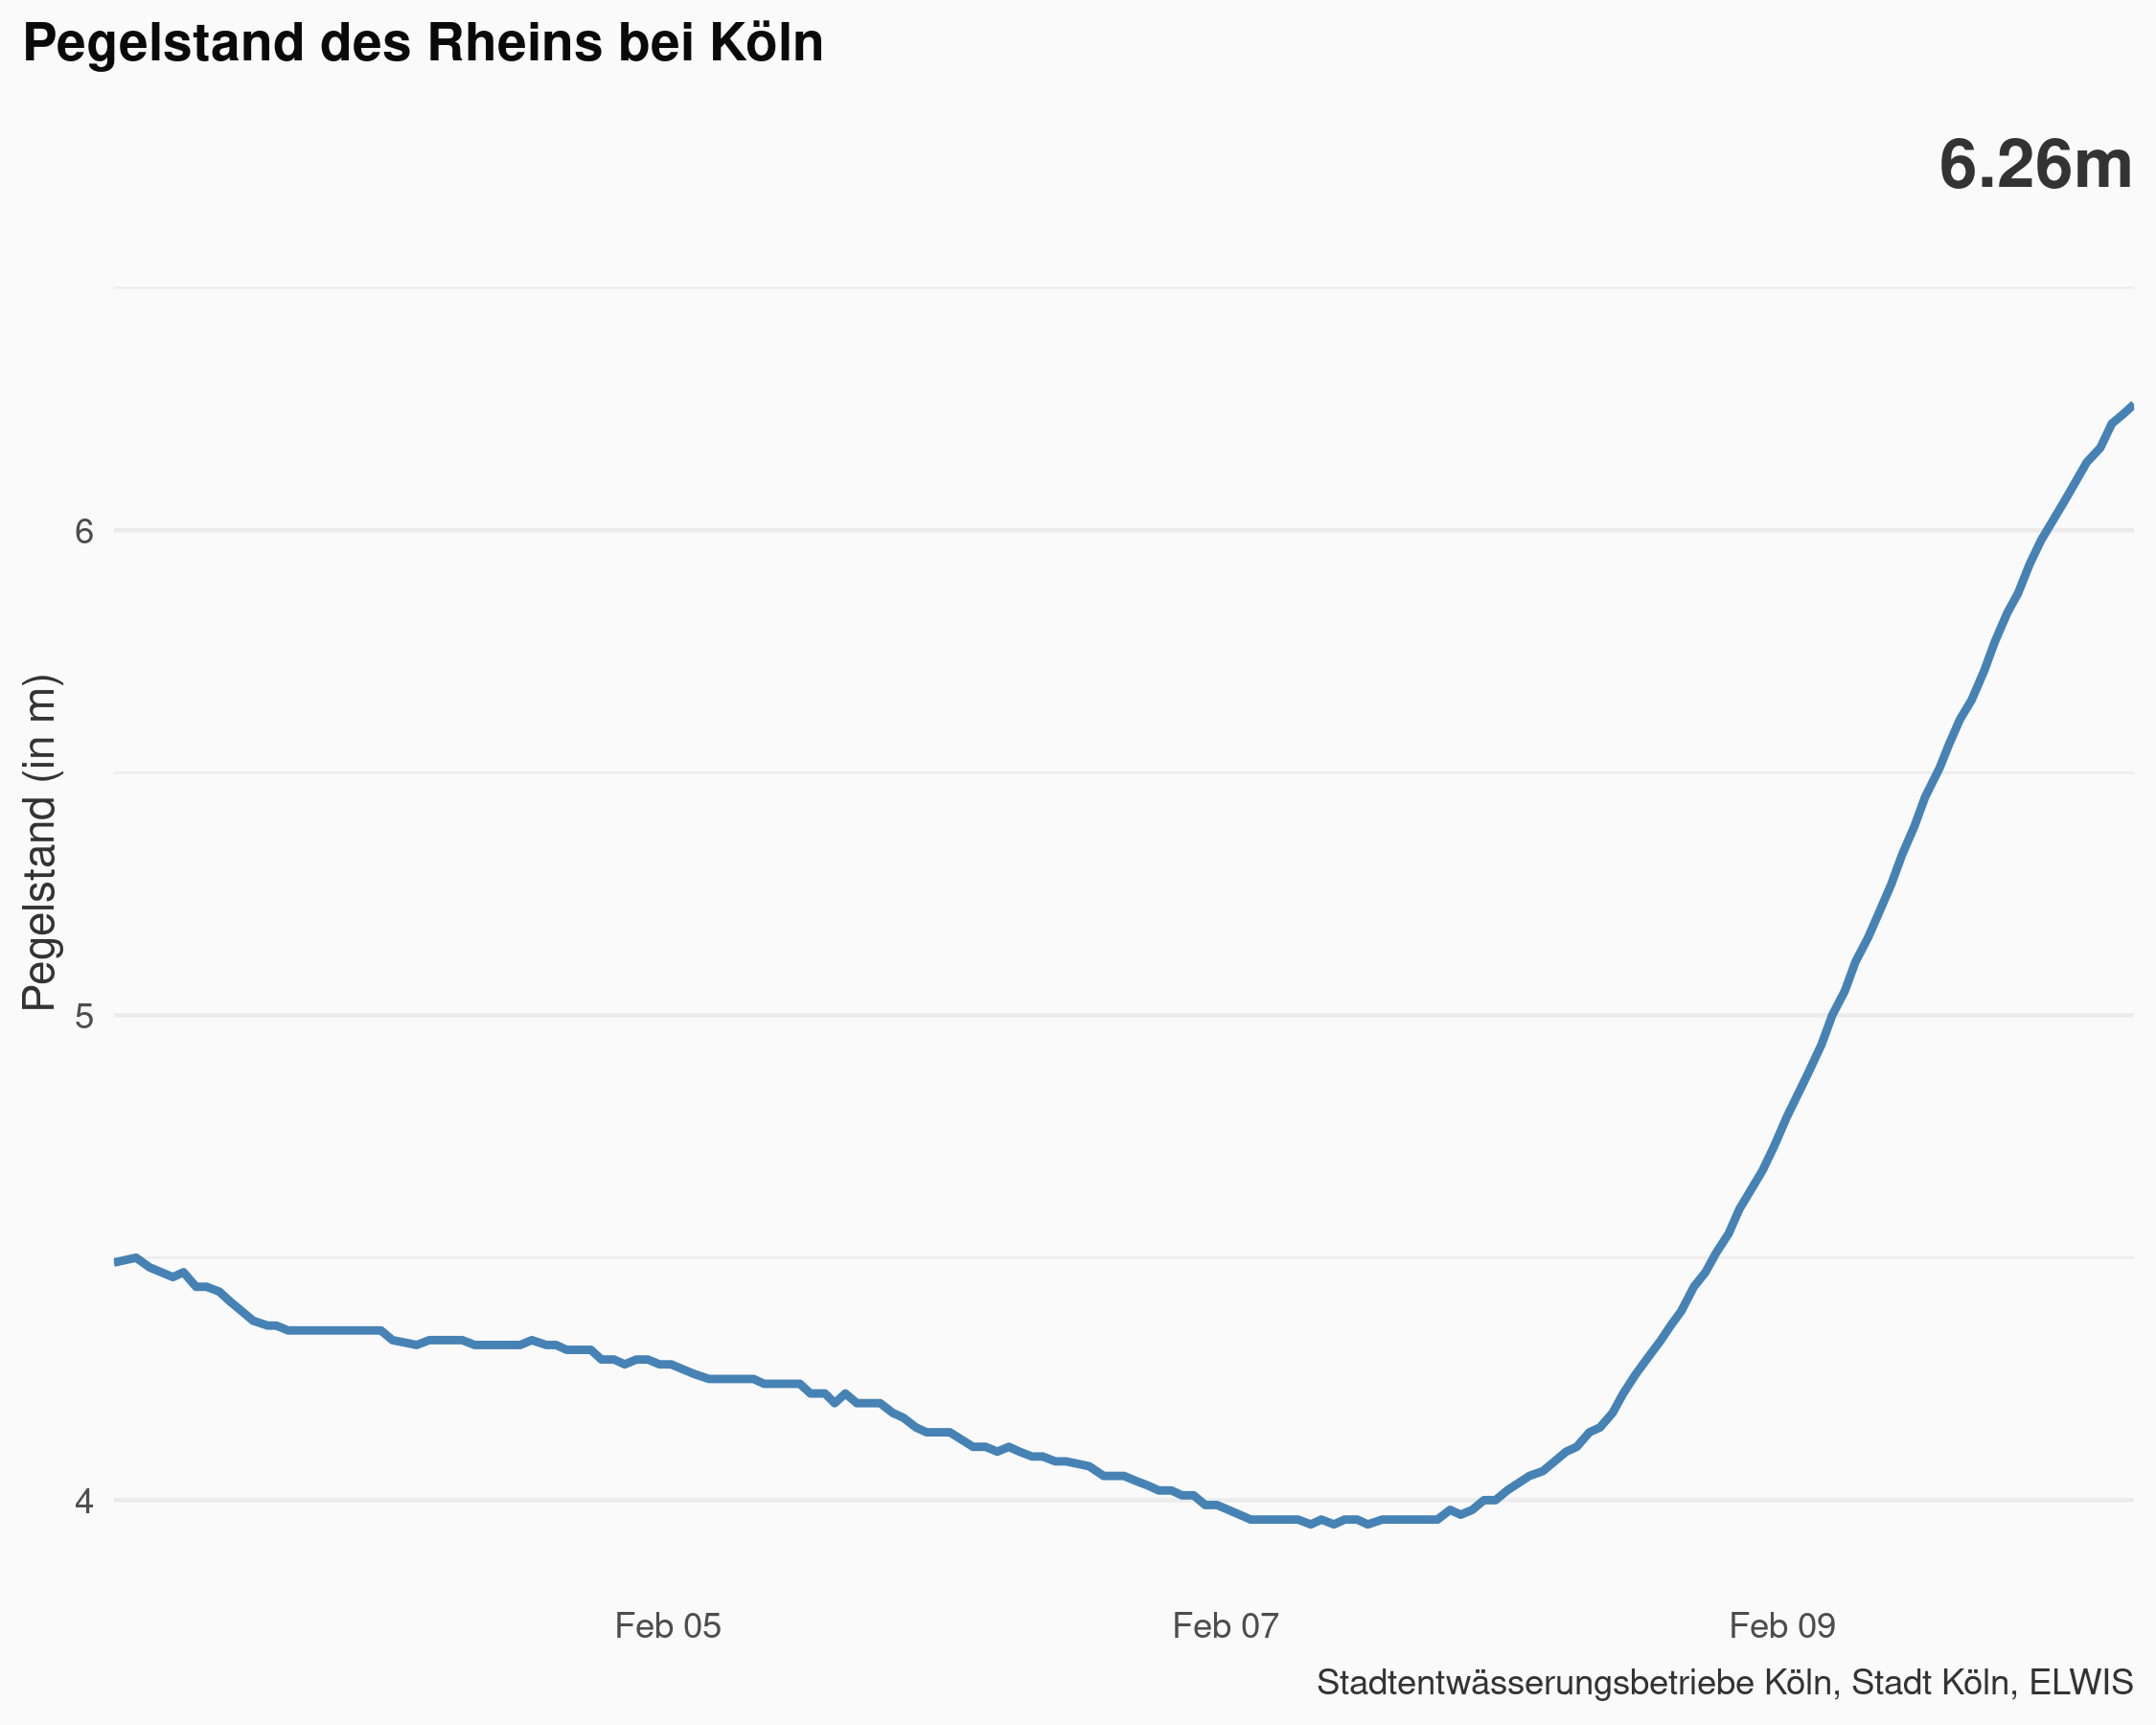 Pegelstand des Rheins bei Köln
6.26m
Pegelstand (in m)
6
5
4
Feb 05
Feb 07
Feb 09
Stadtentwässerungsbetriebe Köln, Stadt Köln, ELWIS